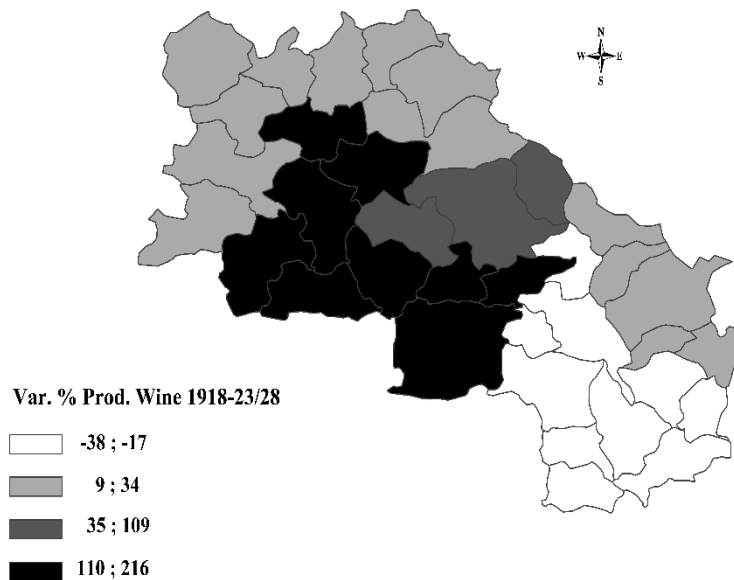 N
W E
S
Var. % Prod. Wine 1918-23/28
-38 ; -17
9 ; 34
35 ; 109
110 ; 216